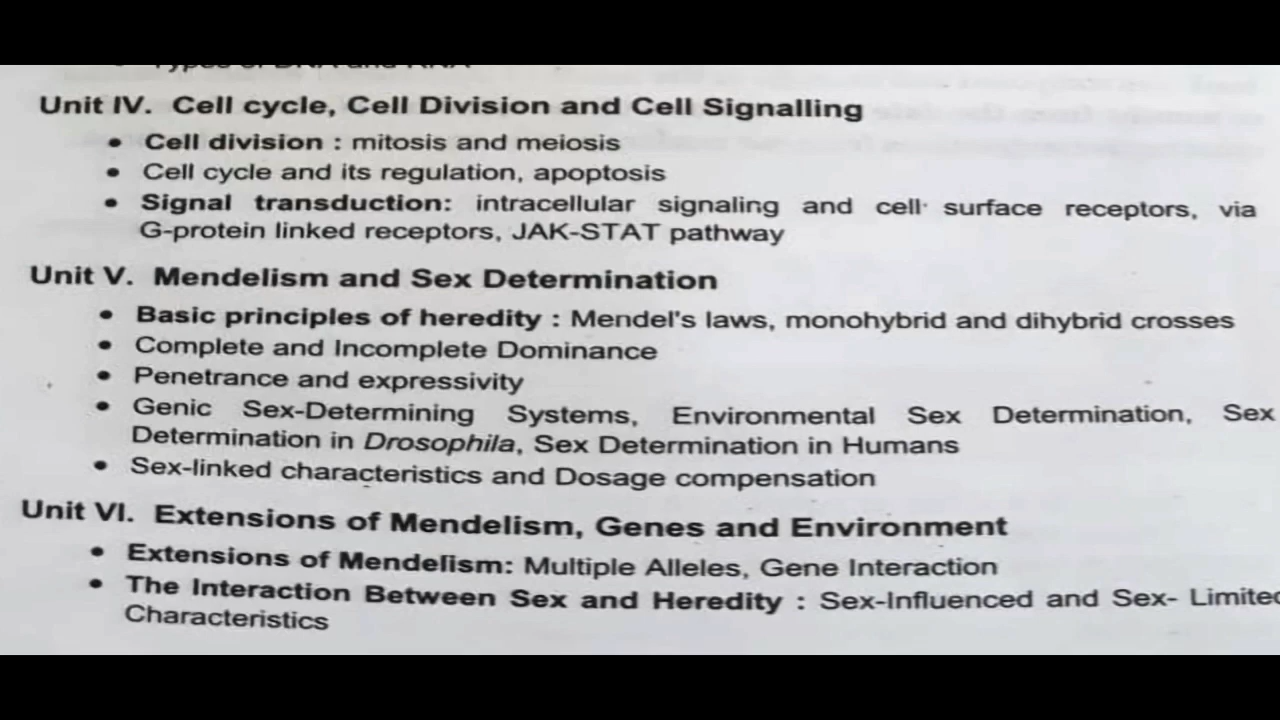 Types of DNA and RNA
Unit IV. Cell cycle, Cell Division and Cell Signalling
• Cell division : mitosis and meiosis
• Cell cycle and its regulation, apoptosis
• Signal transduction: intracellular signaling and cell surface receptors, via
G-protein linked receptors, JAK-STAT pathway
Unit V. Mendelism and Sex Determination
• Basic principles of heredity : Mendel's laws, monohybrid and dihybrid crosses
• Complete and Incomplete Dominance
• Penetrance and expressivity
• Genic Sex-Determining Systems, Environmental Sex Determination, Sex
Determination in Drosophila, Sex Determination in Humans
• Sex-linked characteristics and Dosage compensation
Unit VI. Extensions of Mendelism, Genes and Environment
• Extensions of Mendelism: Multiple Alleles, Gene Interaction
• The Interaction Between Sex and Heredity : Sex-Influenced and Sex- Limited
Characteristics